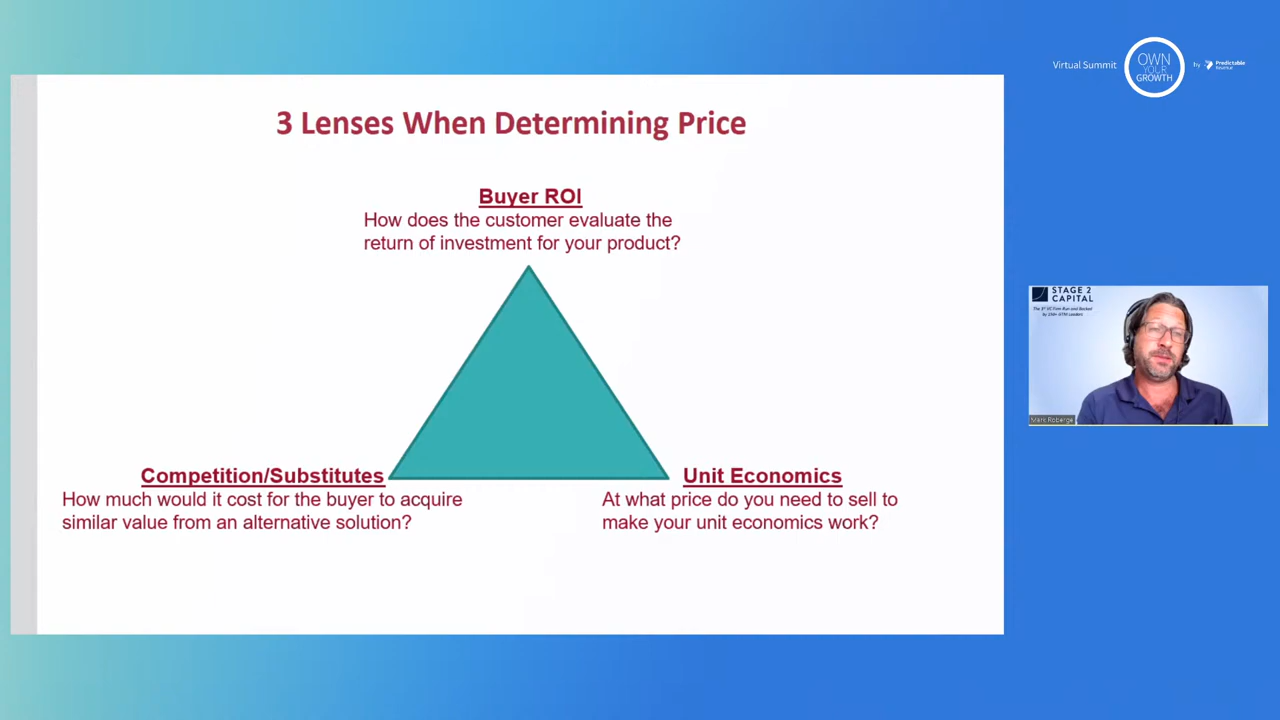 Virtual Summit
OWN
YOUR
GROWTH
by Predictable
Revenue
3 Lenses When Determining Price
Buyer ROI
How does the customer evaluate the
return of investment for your product?
STAGE 2
CAPITAL
Mark Roberge
Competition/Substitutes
How much would it cost for the buyer to acquire
similar value from an alternative solution?
Unit Economics
At what price do you need to sell to
make your unit economics work?